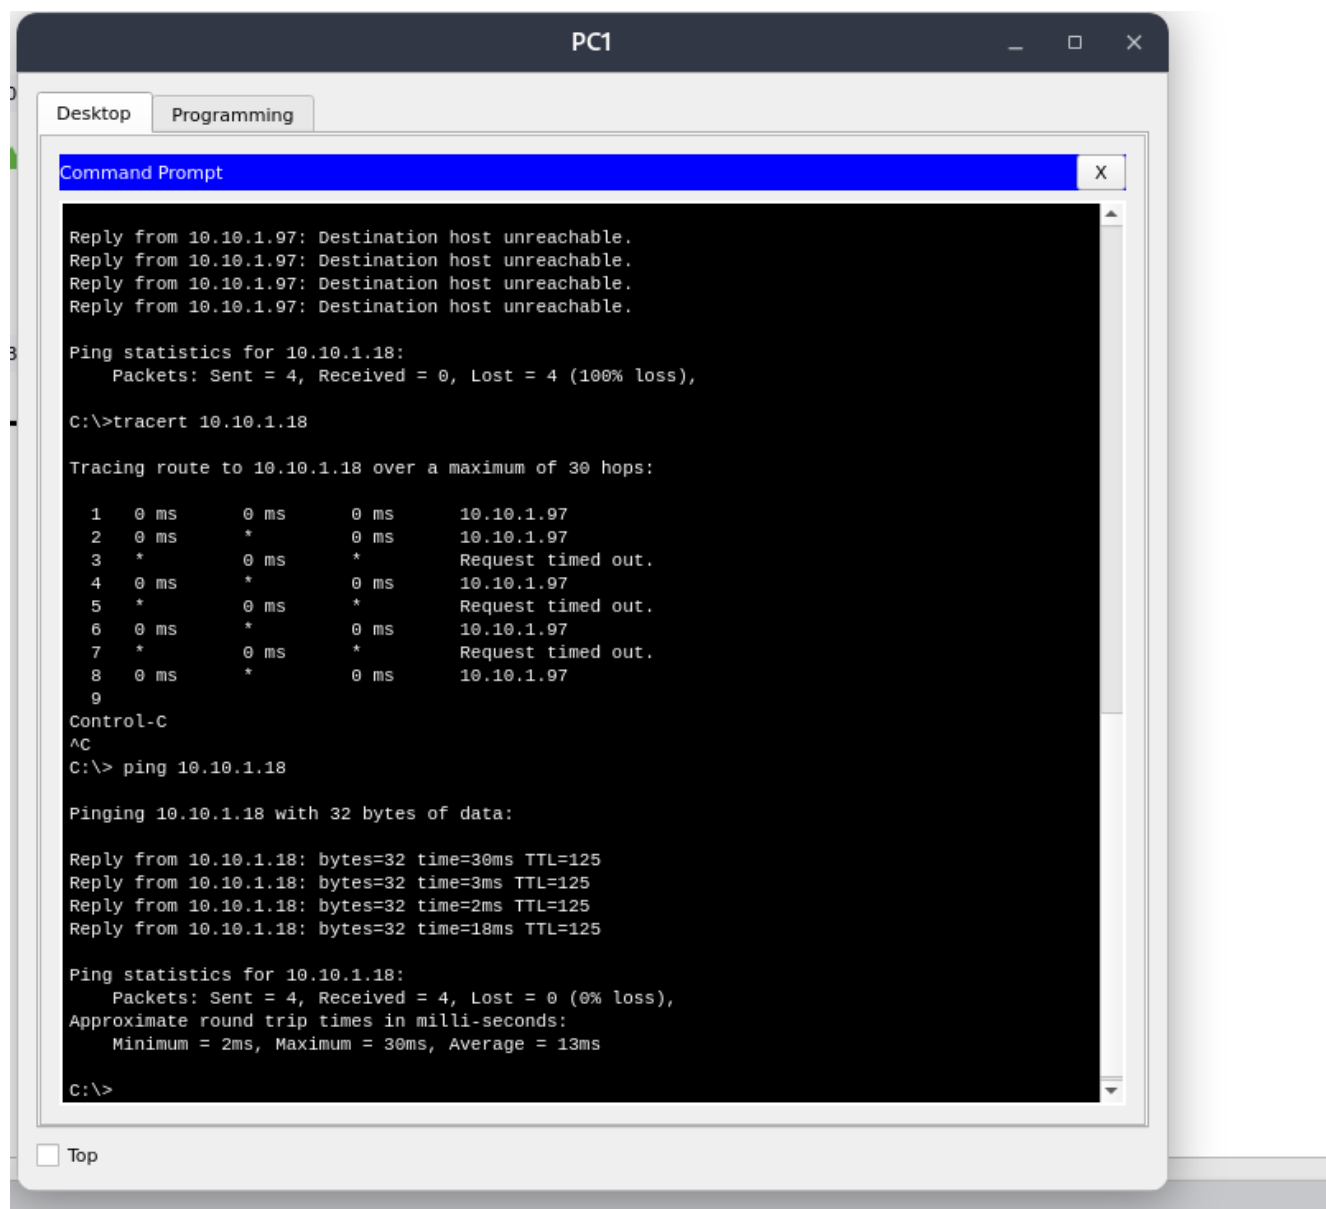 PC1
Desktop
Programming
Command Prompt
X
Reply from 10.10.1.97: Destination host unreachable.
Reply from 10.10.1.97: Destination host unreachable.
Reply from 10.10.1.97: Destination host unreachable.
Reply from 10.10.1.97: Destination host unreachable.
Ping statistics for 10.10.1.18:
Packets: Sent = 4, Received = 0, Lost = 4 (100% loss),
C:\>tracert 10.10.1.18
Tracing route to 10.10.1.18 over a maximum of 30 hops:
1 0 ms 0 ms 0 ms 10.10.1.97
2 0 ms * 0 ms 10.10.1.97
3 * 0 ms * Request timed out.
4 0 ms * 0 ms 10.10.1.97
5 * 0 ms * Request timed out.
6 0 ms * 0 ms 10.10.1.97
7 * 0 ms * Request timed out.
8 0 ms * 0 ms 10.10.1.97
9
Control-C
^C
C:\> ping 10.10.1.18
Pinging 10.10.1.18 with 32 bytes of data:
Reply from 10.10.1.18: bytes=32 time=30ms TTL=125
Reply from 10.10.1.18: bytes=32 time=3ms TTL=125
Reply from 10.10.1.18: bytes=32 time=2ms TTL=125
Reply from 10.10.1.18: bytes=32 time=18ms TTL=125
Ping statistics for 10.10.1.18:
Packets: Sent = 4, Received = 4, Lost = 0 (0% loss),
Approximate round trip times in milli-seconds:
Minimum = 2ms, Maximum = 30ms, Average = 13ms
C:\>
Top